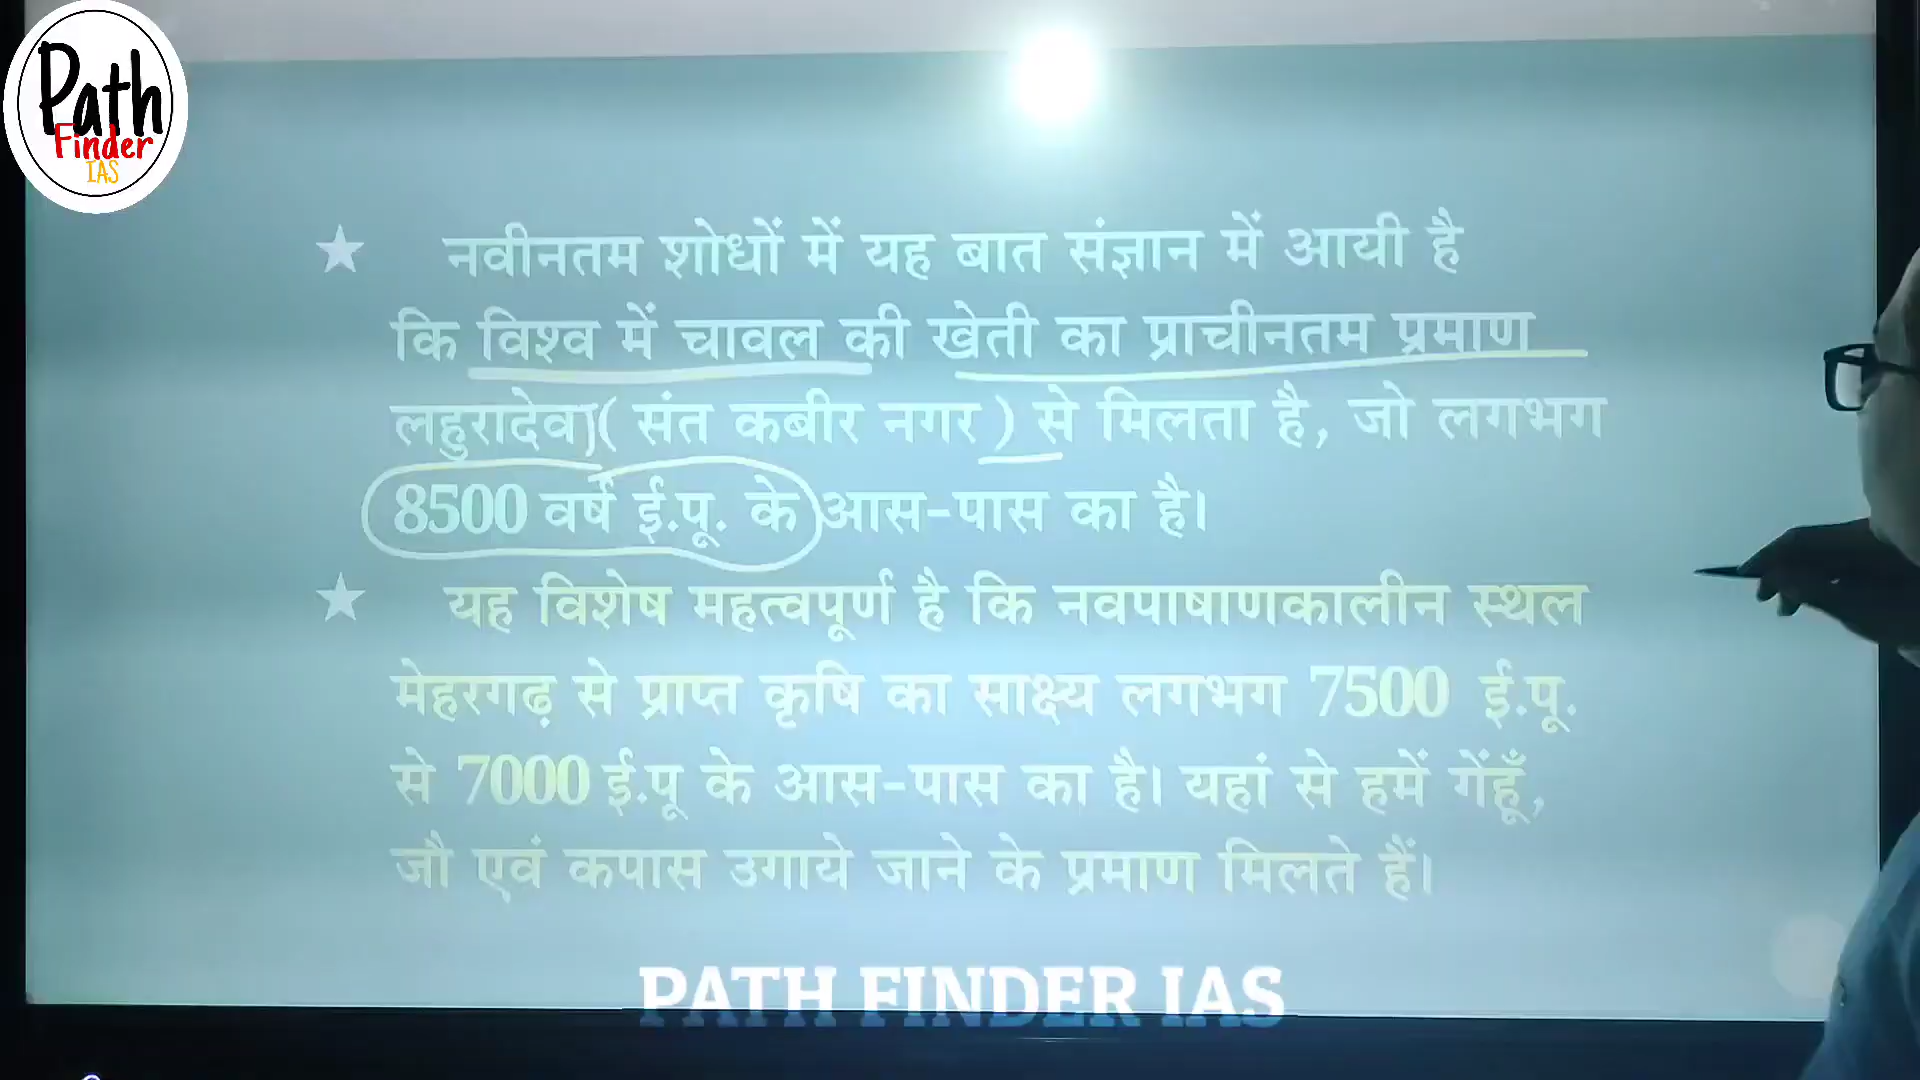 Path
Finder
IAS
★ नवीनतम शोधों में यह बात संज्ञान में आयी है
कि विश्व में चावल की खेती का प्राचीनतम प्रमाण
लहुरादेव)( संत कबीर नगर ) से मिलता है, जो लगभग
8500 वर्ष ई.पू. के आस-पास का है।
★ यह विशेष महत्वपूर्ण है कि नवपाषाणकालीन स्थल
मेहरगढ़ से प्राप्त कृषि का साक्ष्य लगभग 7500 ई.पू.
से 7000 ई.पू के आस-पास का है। यहां से हमें गेंहूँ,
जौ एवं कपास उगाये जाने के प्रमाण मिलते हैं।
PATH FINDER IAS